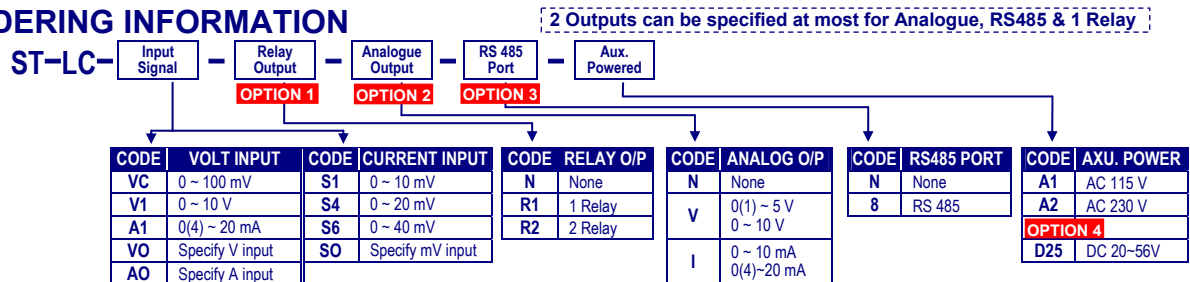 DERING INFORMATION
2 Outputs can be specified at most for Analogue, RS485 & 1 Relay
ST-LC- Input Signal - Relay Output - Analogue Output - RS 485 Port - Aux. Powered
OPTION 1 OPTION 2 OPTION 3
CODE VOLT INPUT
VC 0 ~ 100 mV
V1 0 ~ 10 V
A1 0(4) ~ 20 mA
VO Specify V input
AO Specify A input
CODE CURRENT INPUT
S1 0 ~ 10 mV
S4 0 ~ 20 mV
S6 0 ~ 40 mV
SO Specify mV input
CODE RELAY O/P
N None
R1 1 Relay
R2 2 Relay
CODE ANALOG O/P
N None
V 0(1) ~ 5 V
0 ~ 10 V
I 0 ~ 10 mA
0(4)~20 mA
CODE RS485 PORT
N None
8 RS 485
CODE AXU. POWER
A1 AC 115 V
A2 AC 230 V
OPTION 4
D25 DC 20~56V